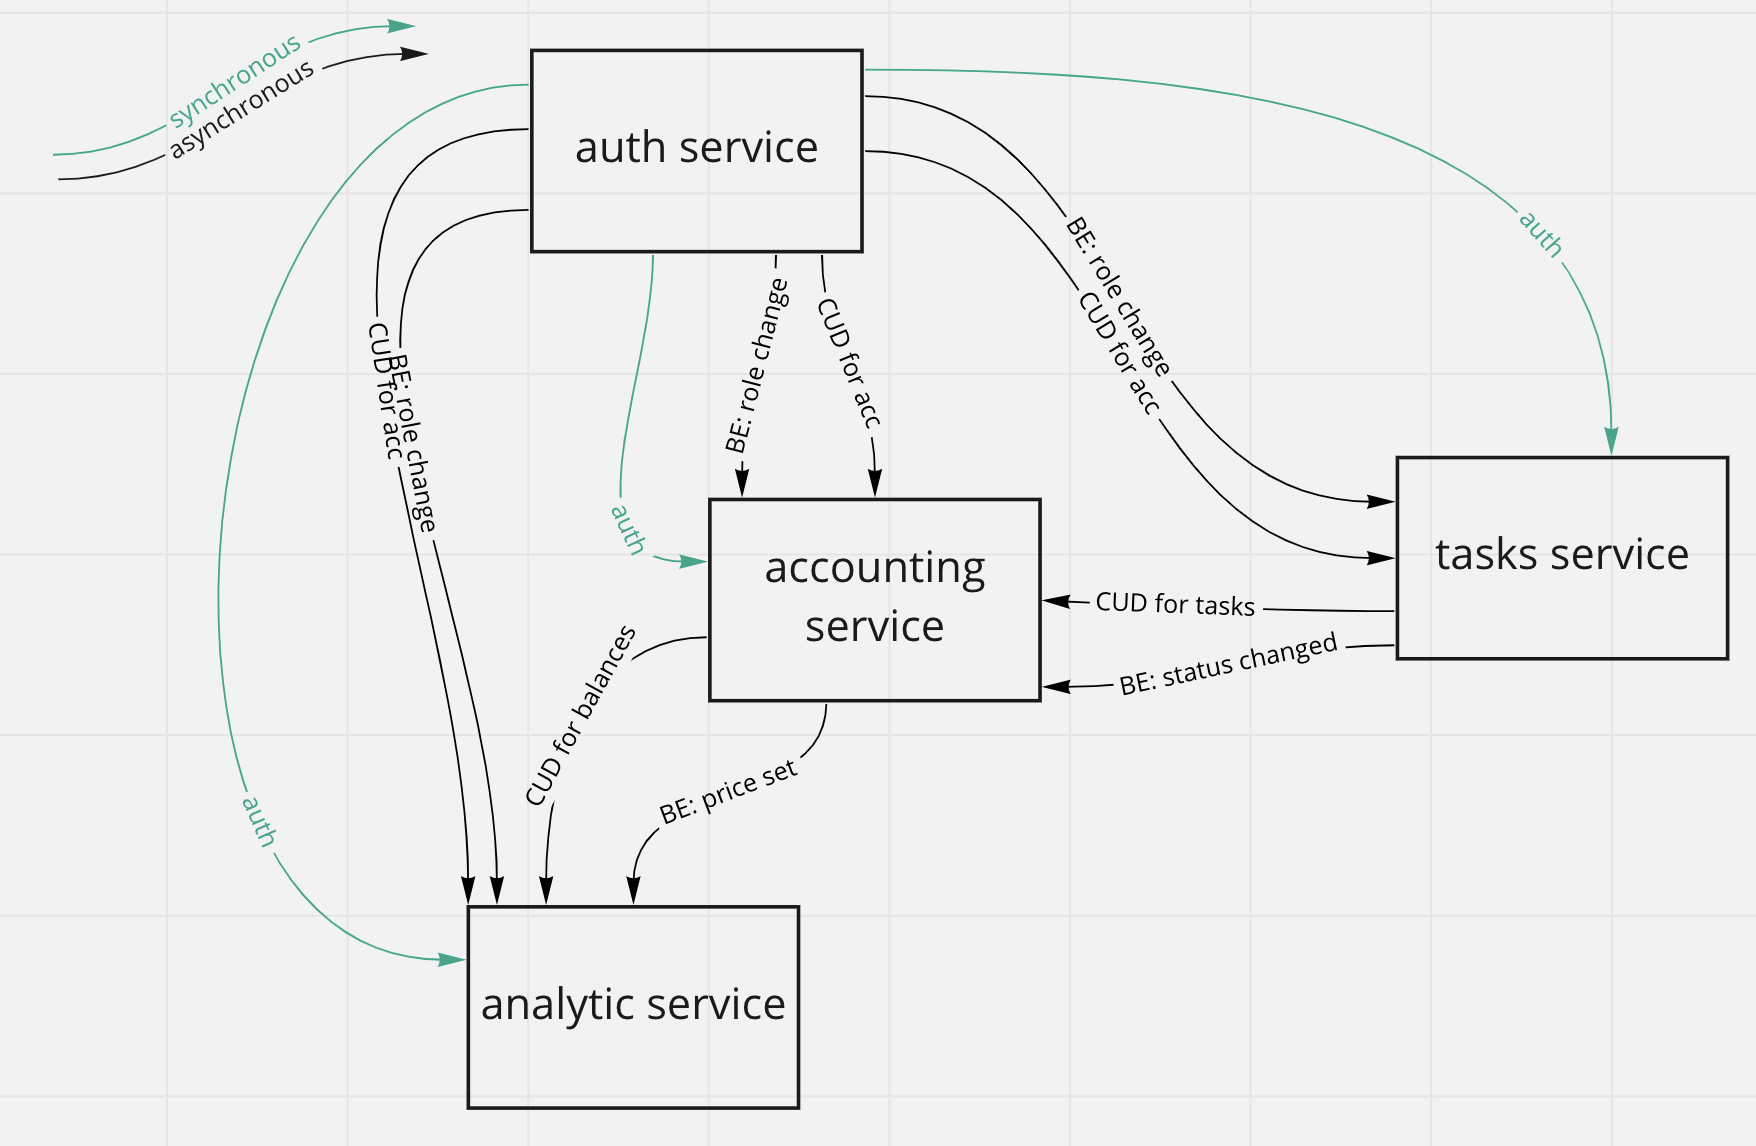 synchronous
asynchronous
auth service
auth
BE: role change
CUD for acc
BE: role change
CUD for acc
CUD for acc
BE: role change
auth
accounting
service
tasks service
CUD for tasks
BE: status changed
CUD for balances
BE: price set
auth
analytic service